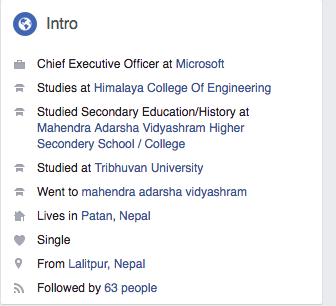 Intro
Chief Executive Officer at Microsoft
Studies at Himalaya College Of Engineering
Studied Secondary Education/History at
Mahendra Adarsha Vidyashram Higher
Secondery School / College
Studied at Tribhuvan University
Went to mahendra adarsha vidyashram
Lives in Patan, Nepal
Single
From Lalitpur, Nepal
Followed by 63 people